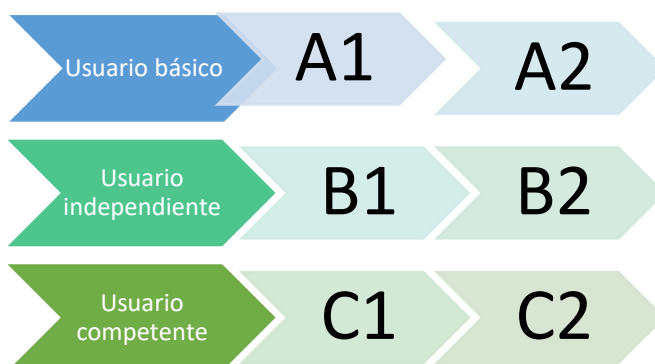 Usuario básico
A1
A2
Usuario
independiente
B1
B2
Usuario
competente
C1
C2